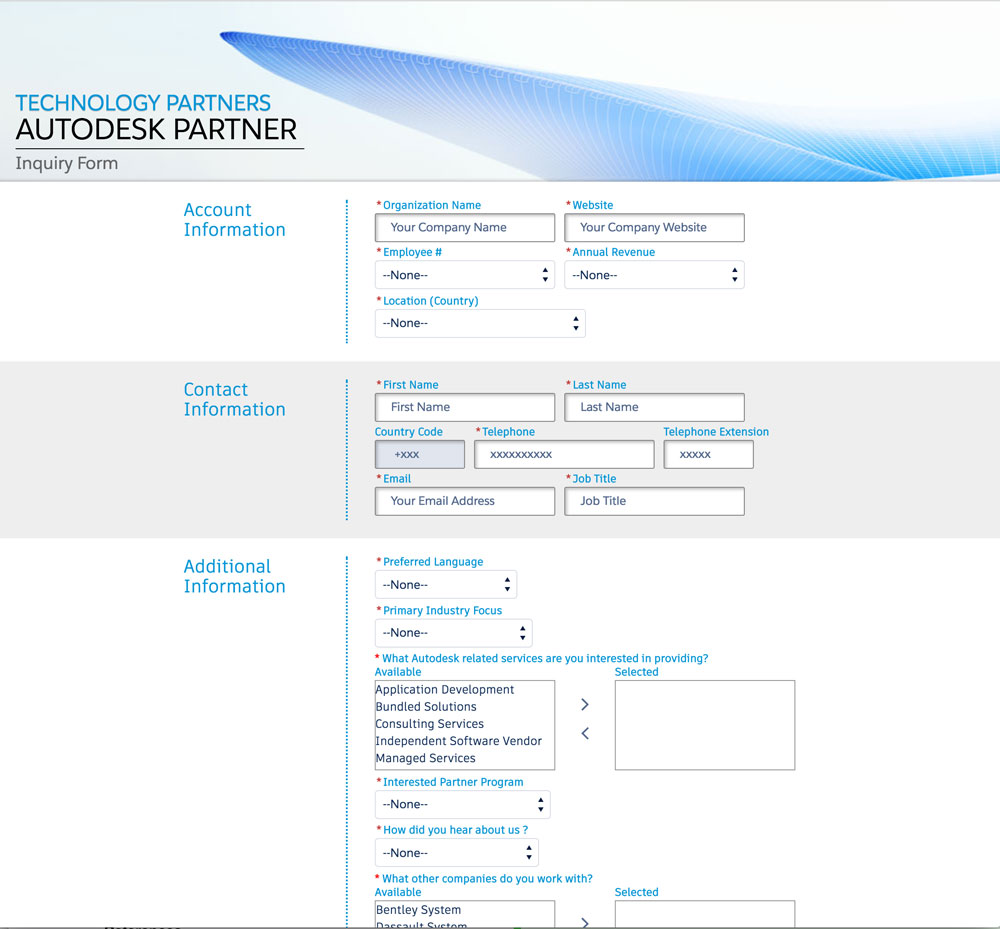 TECHNOLOGY PARTNERS
AUTODESK PARTNER
Inquiry Form
Account
Information
*Organization Name *Website
Your Company Name Your Company Website
*Employee # *Annual Revenue
--None-- --None--
*Location (Country)
--None--
Contact
Information
*First Name *Last Name
First Name Last Name
Country Code *Telephone Telephone Extension
+xxx xxxxxxxxxx xxxxx
*Email *Job Title
Your Email Address Job Title
Additional
Information
*Preferred Language
--None--
*Primary Industry Focus
--None--
*What Autodesk related services are you interested in providing?
Available Selected
Application Development
Bundled Solutions
Consulting Services
Independent Software Vendor
Managed Services
*Interested Partner Program
--None--
*How did you hear about us ?
--None--
*What other companies do you work with?
Available Selected
Bentley System
Dassault System